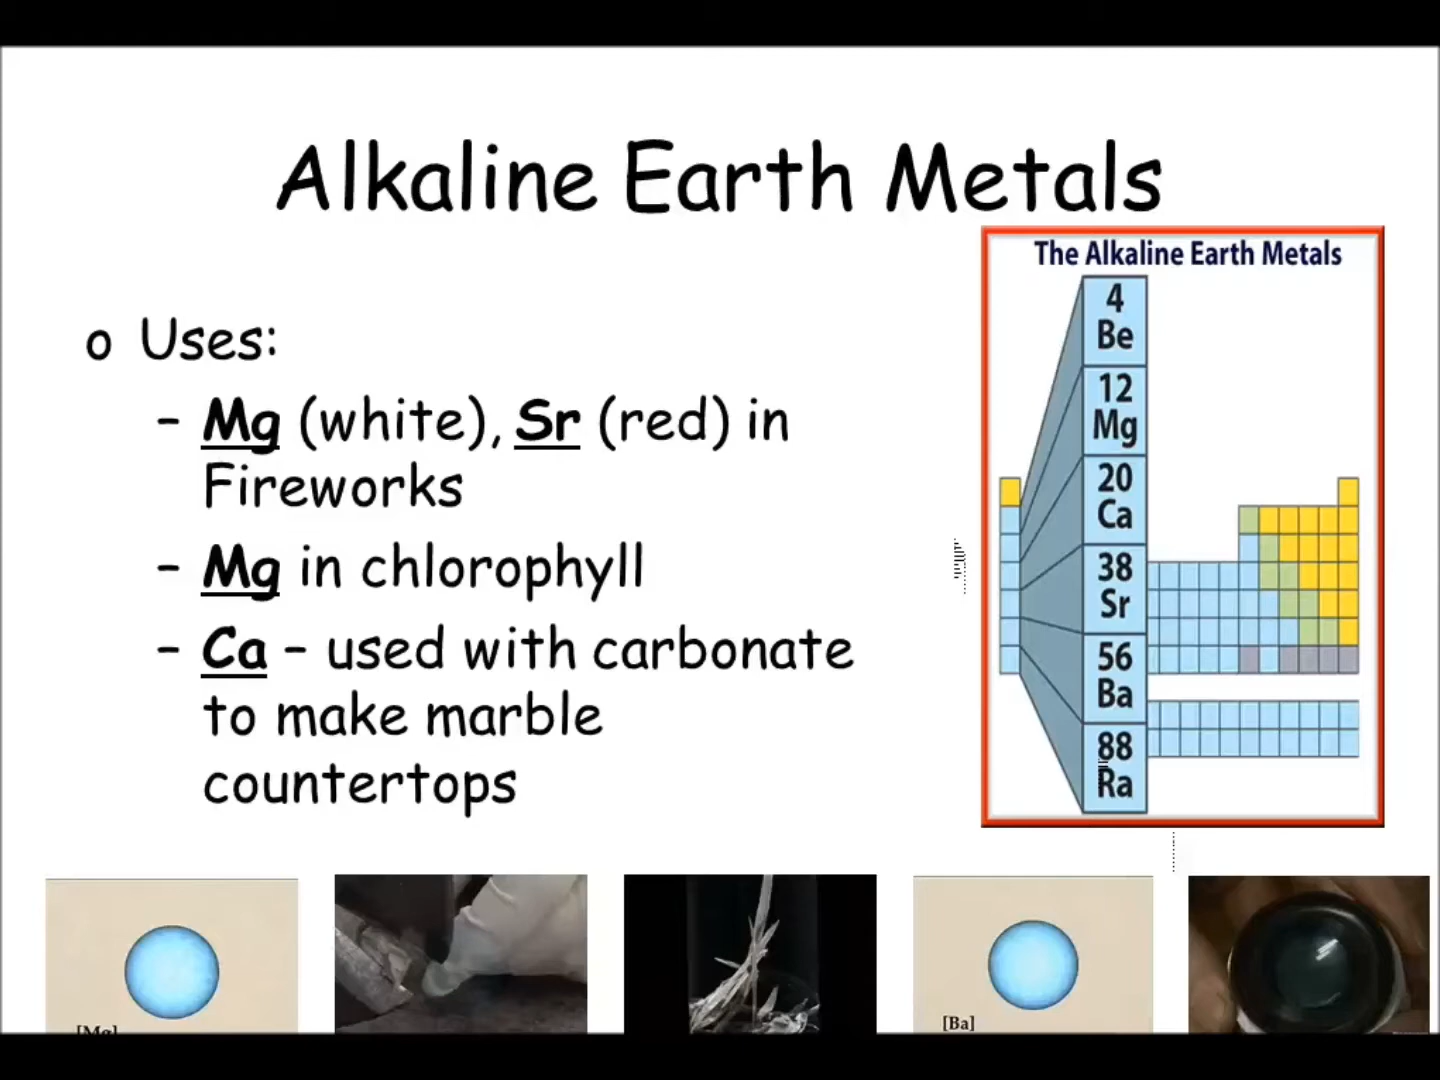 Alkaline Earth Metals
o Uses:
– Mg (white), Sr (red) in
Fireworks
– Mg in chlorophyll
– Ca – used with carbonate
to make marble
countertops
The Alkaline Earth Metals
4
Be
12
Mg
20
Ca
38
Sr
56
Ba
88
Ra
[Mg]
[Ba]